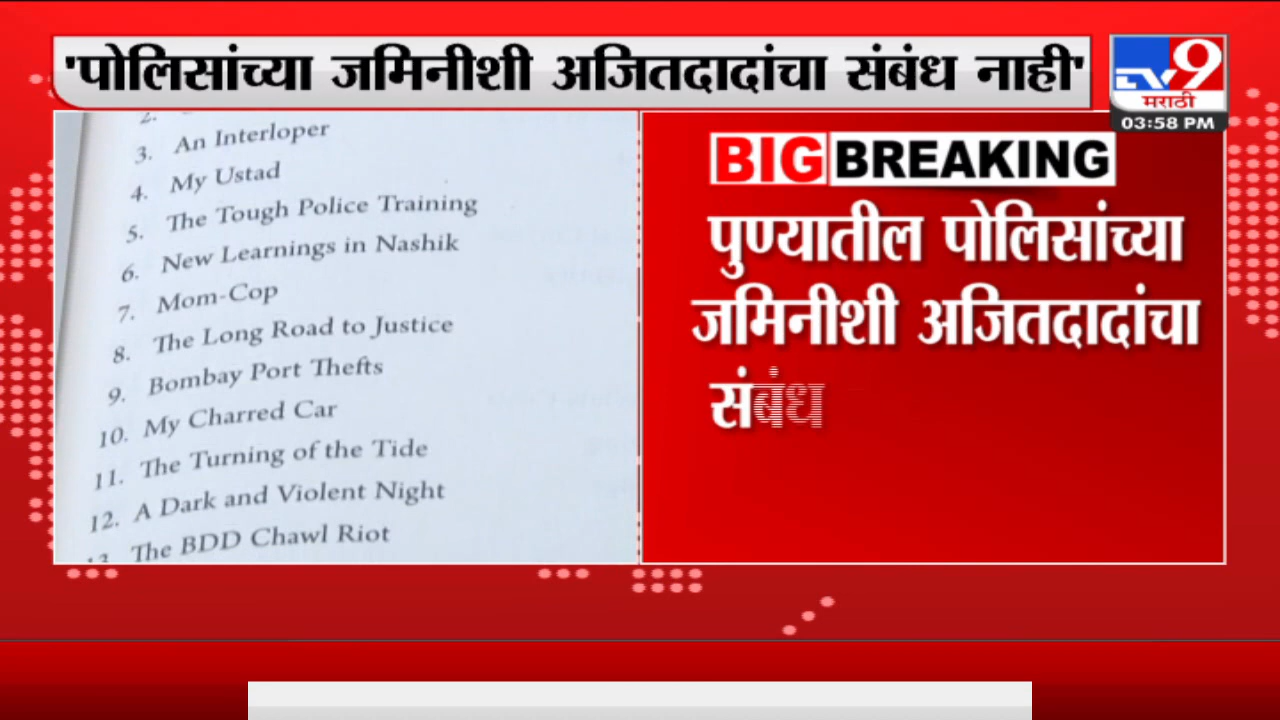 'पोलिसांच्या जमिनीशी अजितदादांचा संबंध नाही'
TV9
मराठी
03:58 PM
2.
3. An Interloper
4. My Ustad
5. The Tough Police Training
6. New Learnings in Nashik
7. Mom-Cop
8. The Long Road to Justice
9. Bombay Port Thefts
10. My Charred Car
11. The Turning of the Tide
12. A Dark and Violent Night
13. The BDD Chawl Riot
BIG BREAKING
पुण्यातील पोलिसांच्या
जमिनीशी अजितदादांचा
संबंध